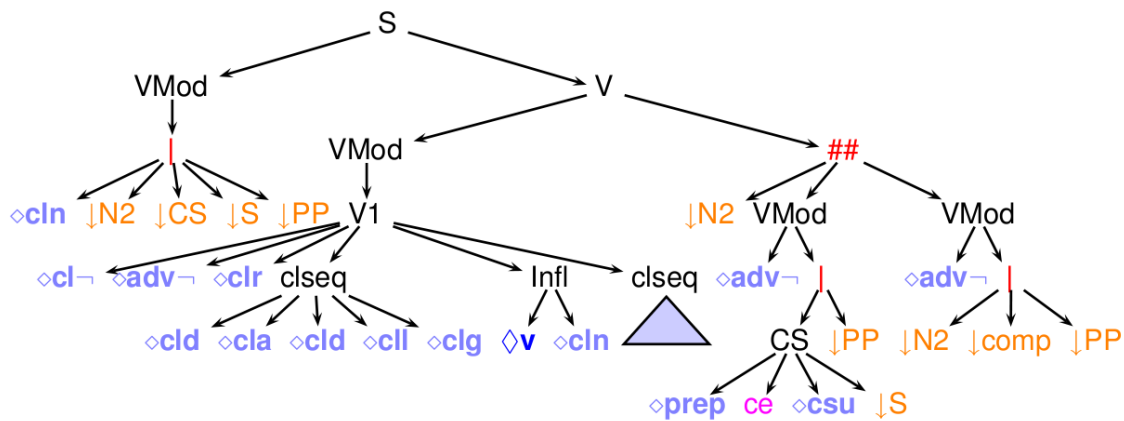 S
VMod V
| VMod ##
⋄cln ↓N2 ↓CS ↓S ↓PP V1 ↓N2 VMod VMod
⋄cl¬ ⋄adv¬ ⋄clr clseq Infl clseq ⋄adv¬ | ⋄adv¬ |
⋄cld ⋄cla ⋄cld ⋄cll ⋄clg ◊v ⋄cln CS ↓PP ↓N2 ↓comp ↓PP
⋄prep ce ⋄csu ↓S